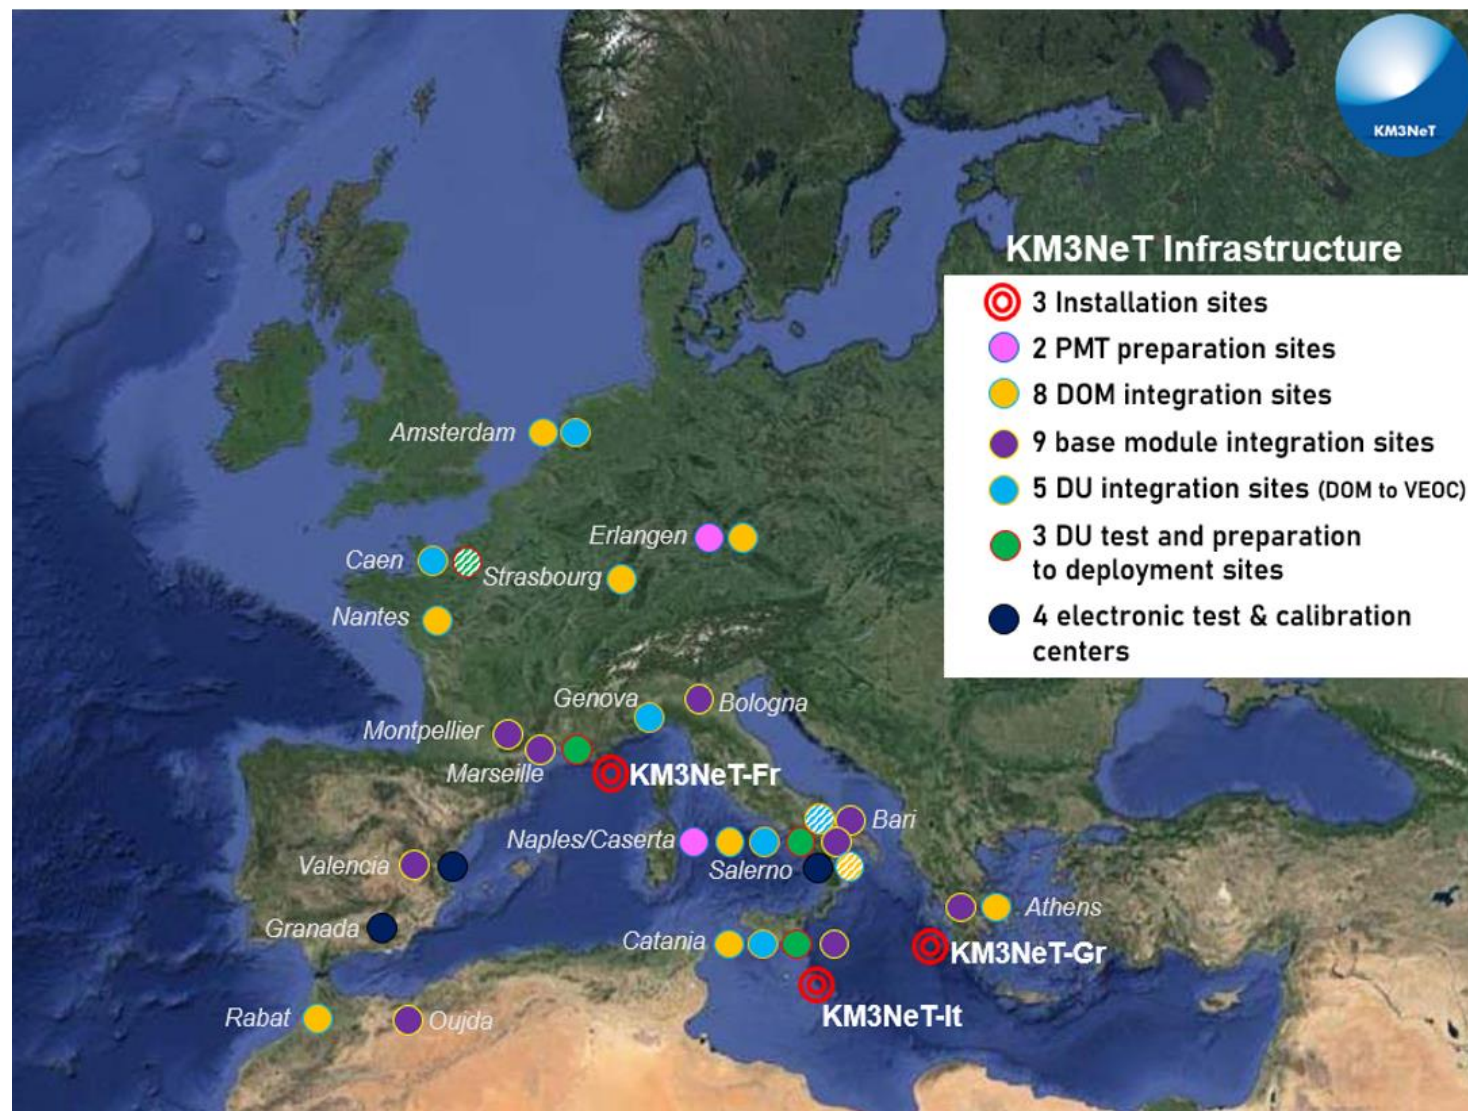 KM3NeT
KM3NeT Infrastructure
3 Installation sites
2 PMT preparation sites
8 DOM integration sites
9 base module integration sites
5 DU integration sites (DOM to VEOC)
3 DU test and preparation
to deployment sites
4 electronic test & calibration
centers
Amsterdam
Erlangen
Caen
Strasbourg
Nantes
Genova
Bologna
Montpellier
Marseille
KM3NeT-Fr
Bari
Naples/Caserta
Valencia
Salerno
Granada
Athens
Catania
KM3NeT-Gr
KM3NeT-It
Rabat
Oujda